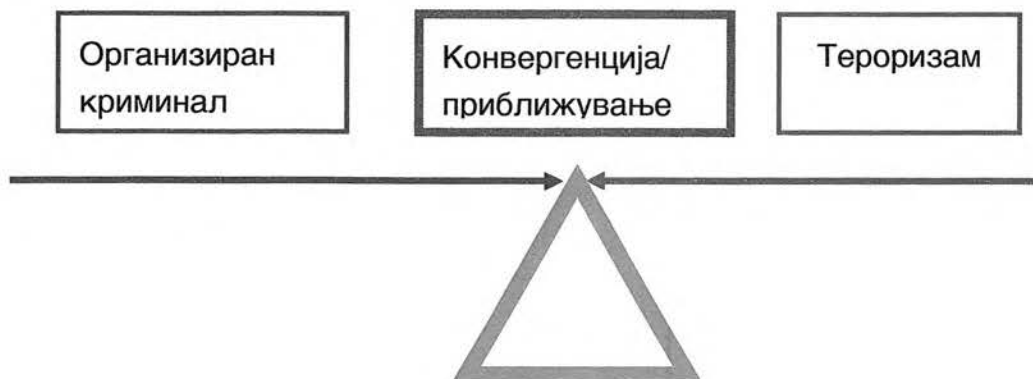 Организиран
криминал
Конвергенција/
приближување
Тероризам